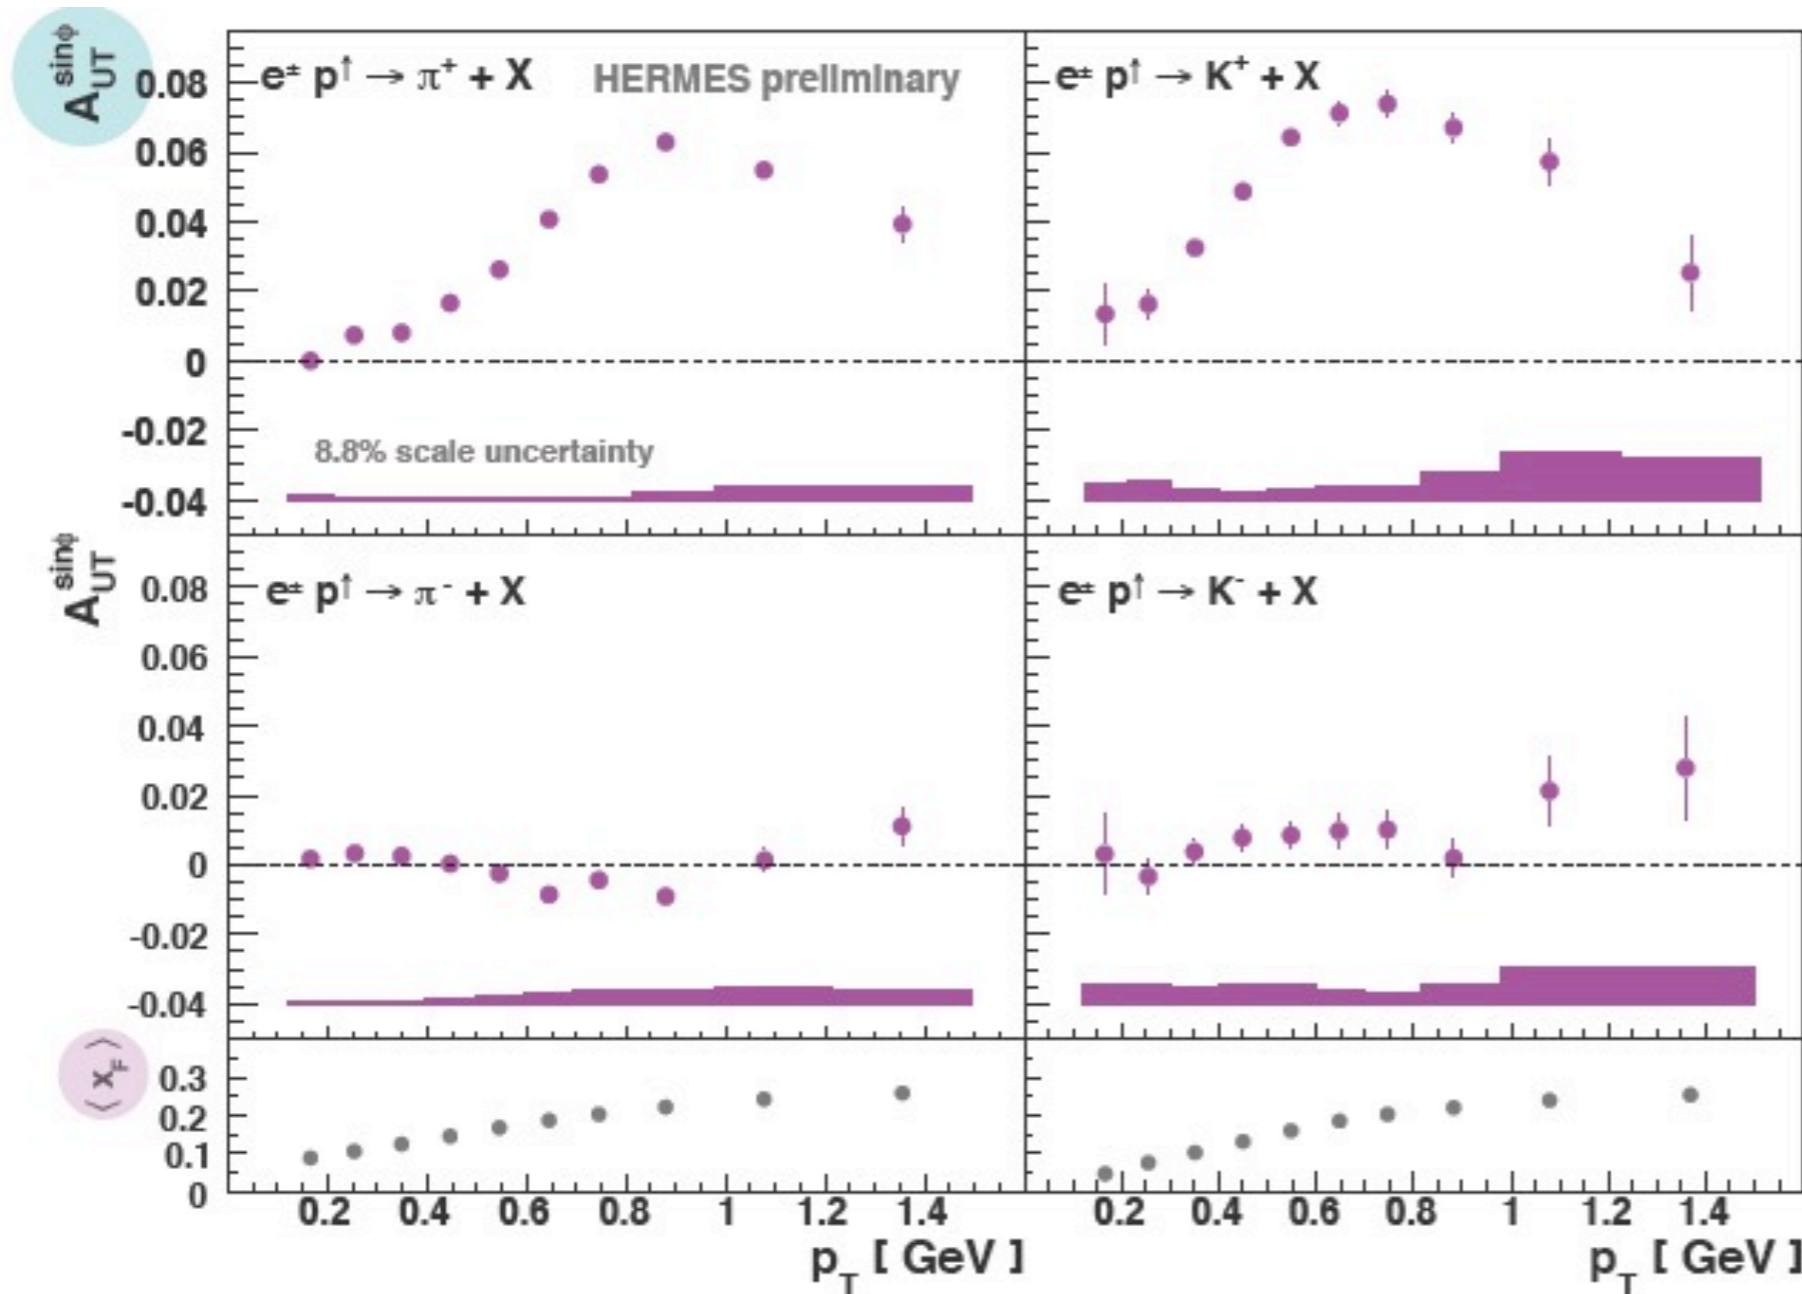 A_UT^sinϕ
e± p↑ → π+ + X HERMES preliminary
e± p↑ → K+ + X
0.08
0.06
0.04
0.02
0
-0.02
-0.04
8.8% scale uncertainty
A_UT^sinϕ
e± p↑ → π- + X
e± p↑ → K- + X
0.08
0.06
0.04
0.02
0
-0.02
-0.04
⟨ x_F ⟩
0.3
0.2
0.1
0
0.2 0.4 0.6 0.8 1 1.2 1.4
0.2 0.4 0.6 0.8 1 1.2 1.4
p_T [ GeV ]
p_T [ GeV ]